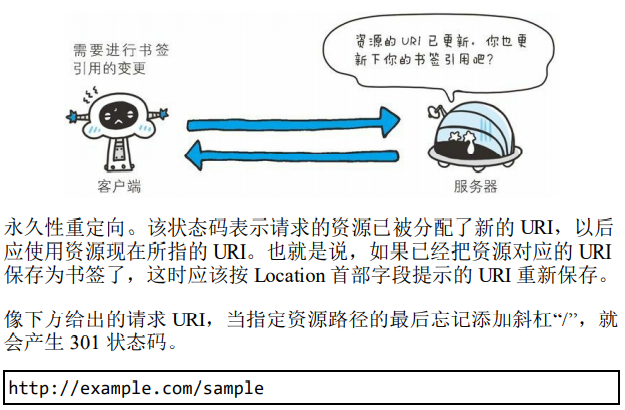 需要进行书签
引用的变更
资源的URI已更新，你也更
新下你的书签引用吧？
客户端
服务器
永久性重定向。该状态码表示请求的资源已被分配了新的 URI，以后
应使用资源现在所指的 URI。也就是说，如果已经把资源对应的 URI
保存为书签了，这时应该按 Location 首部字段提示的 URI 重新保存。
像下方给出的请求 URI，当指定资源路径的最后忘记添加斜杠“/”，就
会产生 301 状态码。
http://example.com/sample